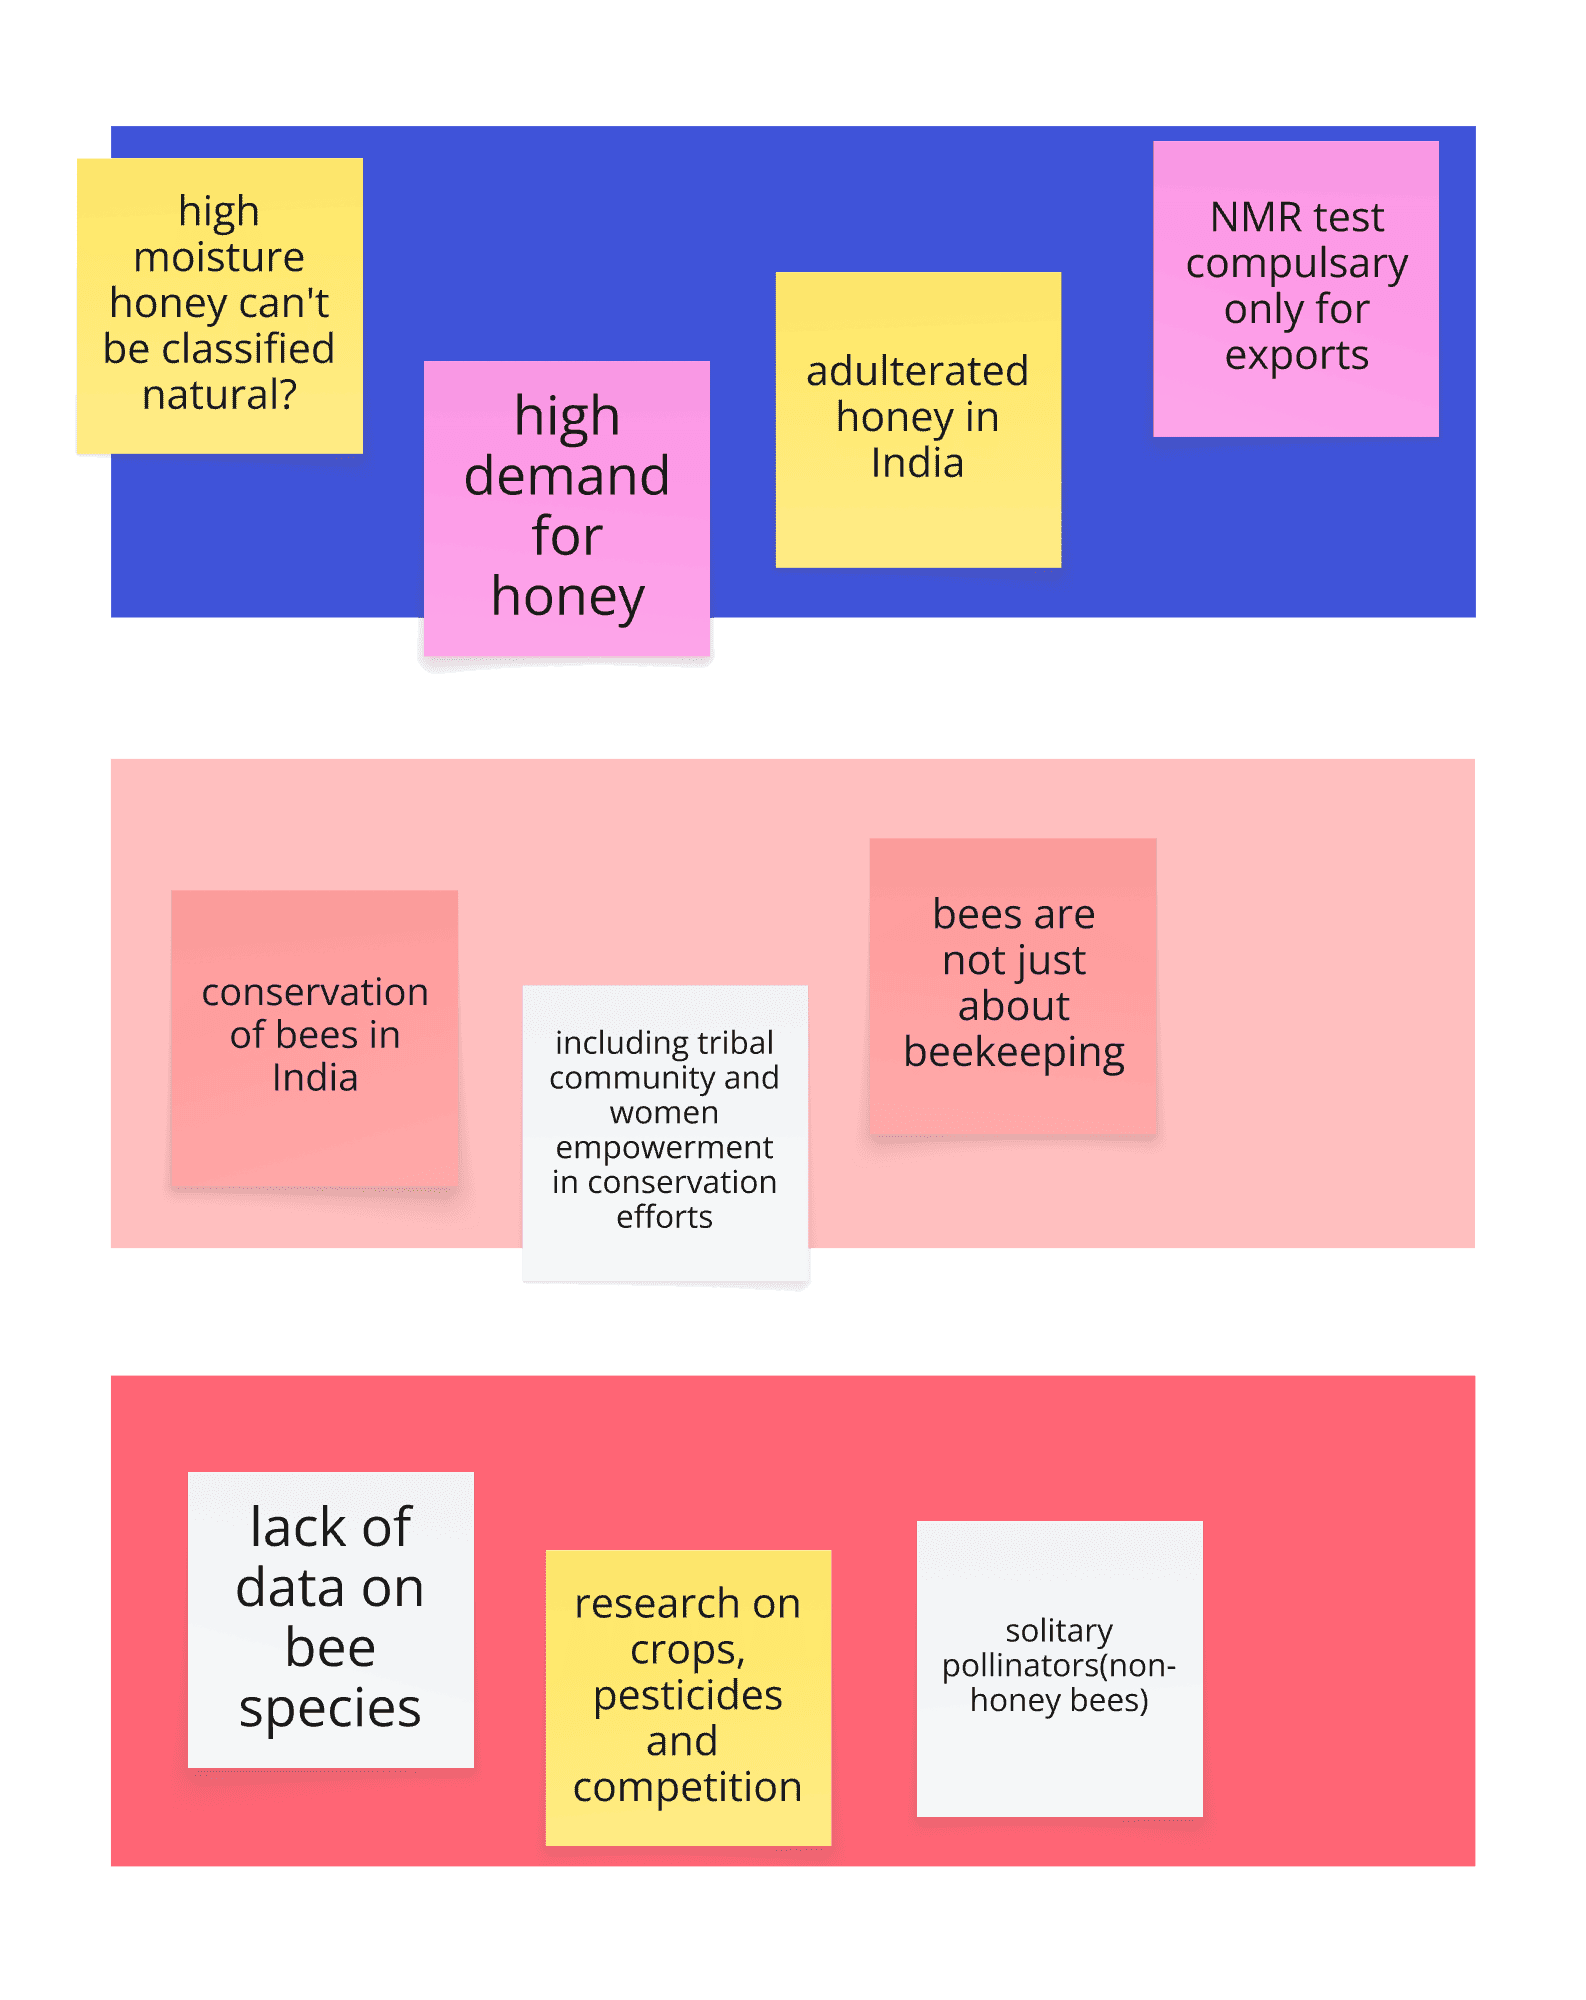 high
moisture
honey can't
be classified
natural?
high
demand
for
honey
adulterated
honey in
India
NMR test
compulsary
only for
exports
conservation
of bees in
India
including tribal
community and
women
empowerment
in conservation
efforts
bees are
not just
about
beekeeping
lack of
data on
bee
species
research on
crops,
pesticides
and
competition
solitary
pollinators(non-
honey bees)